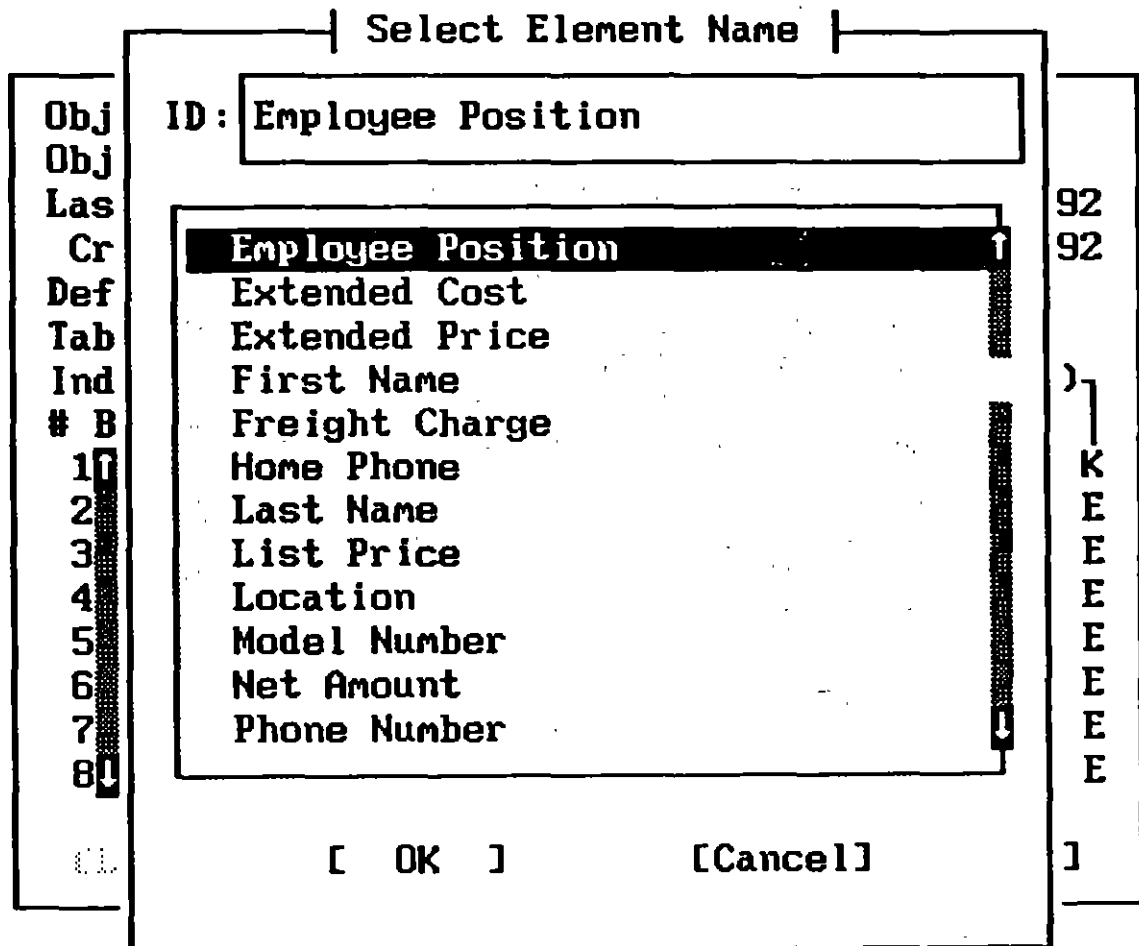 Select Element Name
ID: Employee Position
Obj
Obj
Las 92
Cr Employee Position ↑ 92
Def Extended Cost
Tab Extended Price
Ind First Name )
# B Freight Charge
1↑ Home Phone K
2 Last Name E
3 List Price E
4 Location E
5 Model Number E
6 Net Amount E
7 Phone Number ↓ E
8↓ E
[ OK ] [Cancel] ]